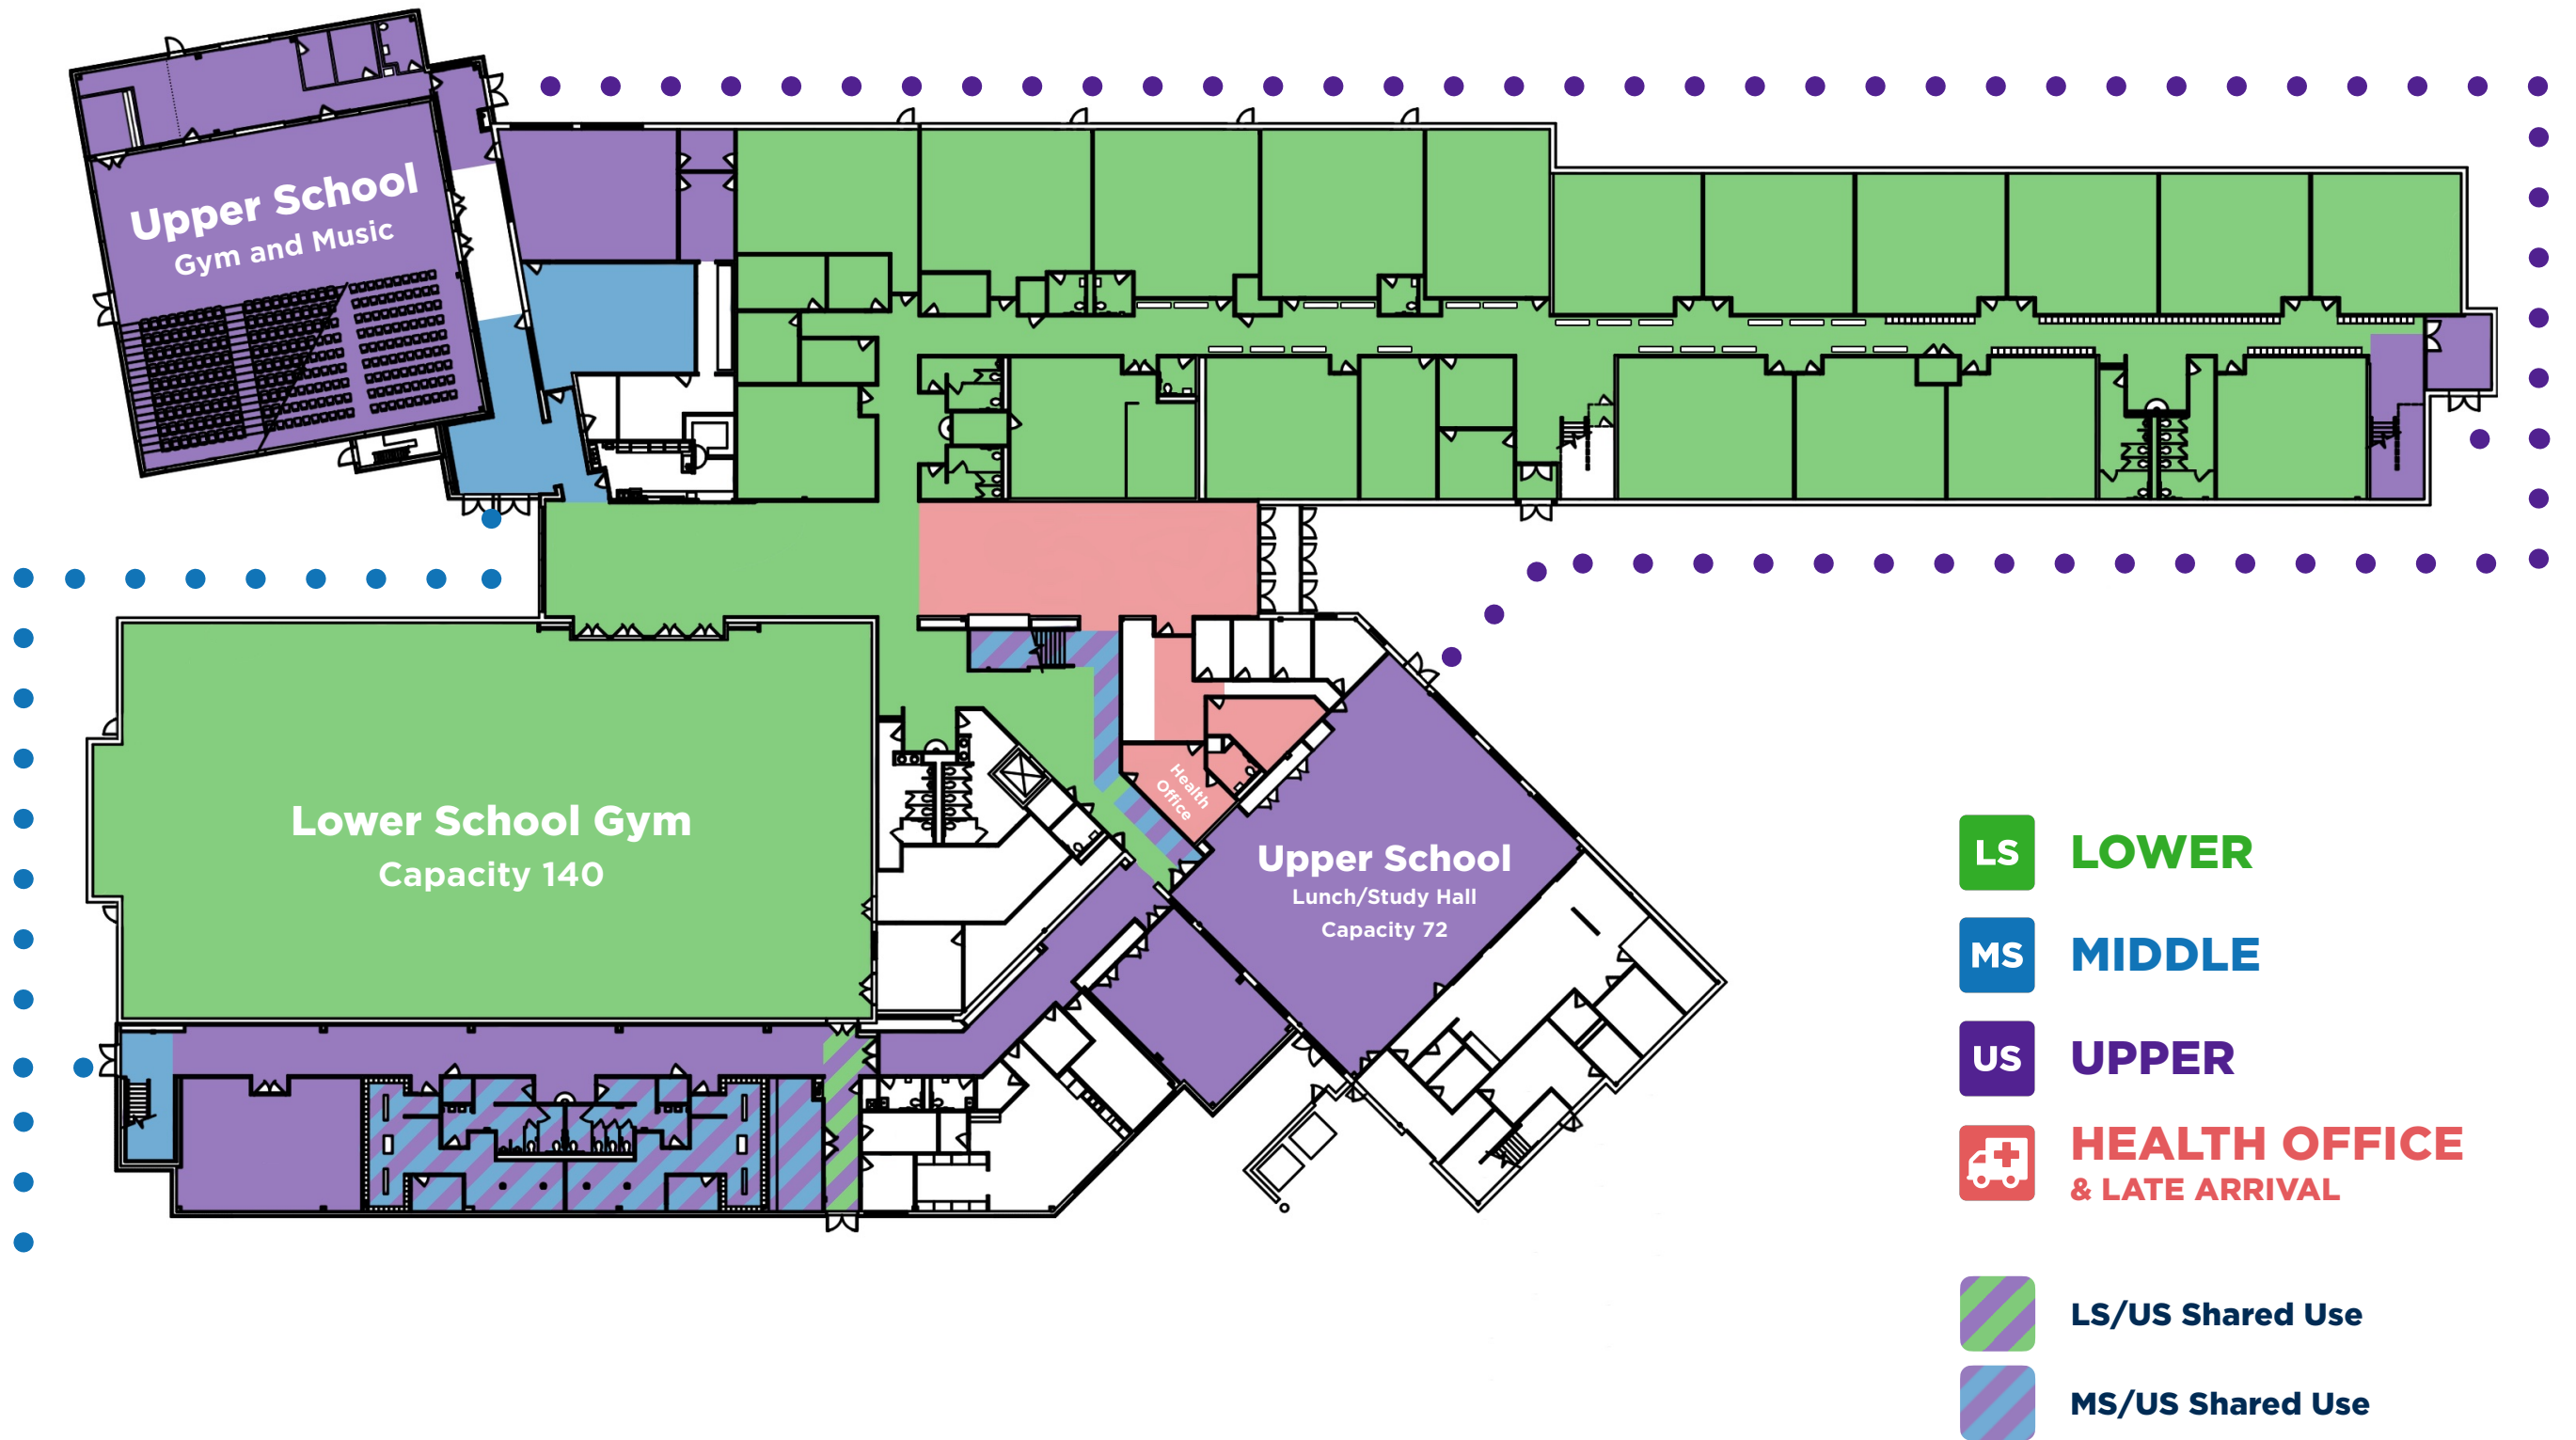 Upper School
Gym and Music
Lower School Gym
Capacity 140
Health
Office
Upper School
Lunch/Study Hall
Capacity 72
LS LOWER
MS MIDDLE
US UPPER
HEALTH OFFICE
& LATE ARRIVAL
LS/US Shared Use
MS/US Shared Use